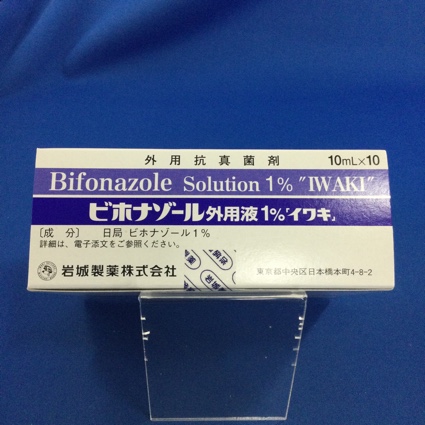 外用抗真菌剤 10mL×10
Bifonazole Solution 1% "IWAKI"
ビホナゾール外用液1%「イワキ」
〔成 分〕 日局 ビホナゾール1%
詳細は、電子添文をご参照ください。
岩城製薬株式会社
東京都中央区日本橋本町4-8-2